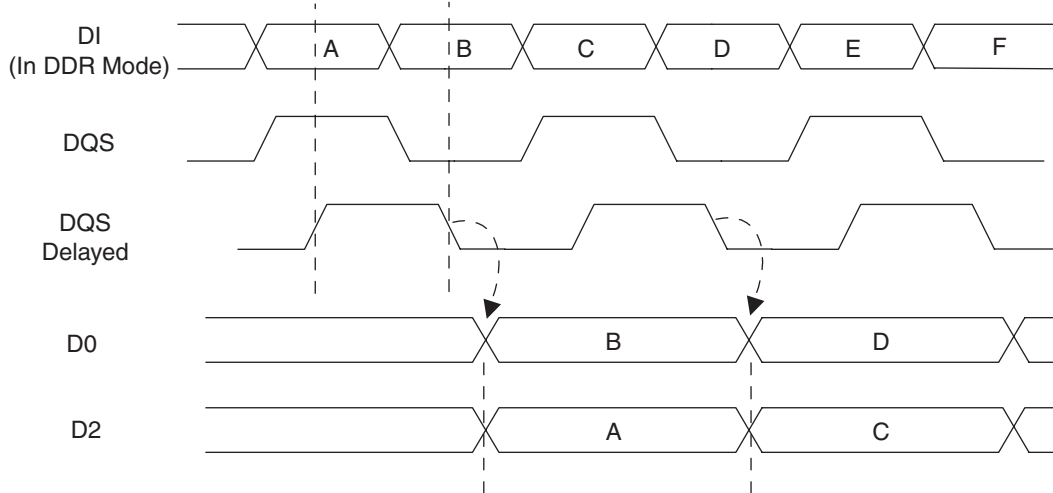 DI
(In DDR Mode)
A B C D E F
DQS
DQS
Delayed
D0
B D
D2
A C